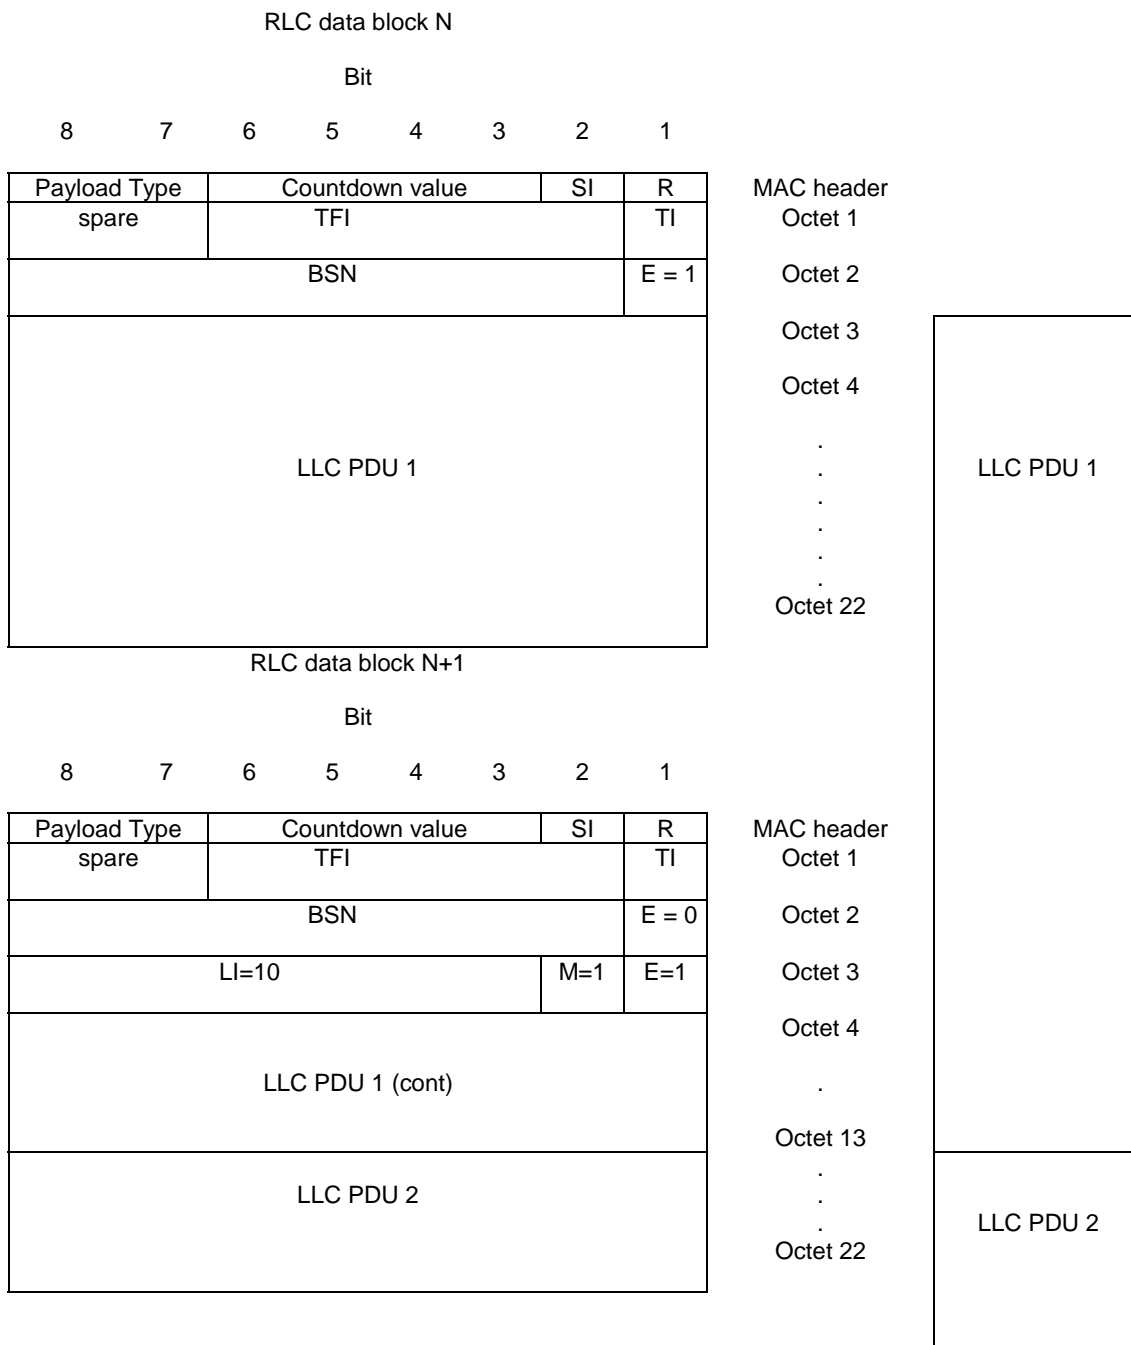 RLC data block N
Bit
8 7 6 5 4 3 2 1
Payload Type Countdown value SI R MAC header
spare TFI TI Octet 1
BSN E = 1 Octet 2
Octet 3
Octet 4
.
LLC PDU 1 . LLC PDU 1
.
.
.
.
Octet 22
RLC data block N+1
Bit
8 7 6 5 4 3 2 1
Payload Type Countdown value SI R MAC header
spare TFI TI Octet 1
BSN E = 0 Octet 2
LI=10 M=1 E=1 Octet 3
Octet 4
LLC PDU 1 (cont) .
Octet 13
.
LLC PDU 2 .
. LLC PDU 2
Octet 22